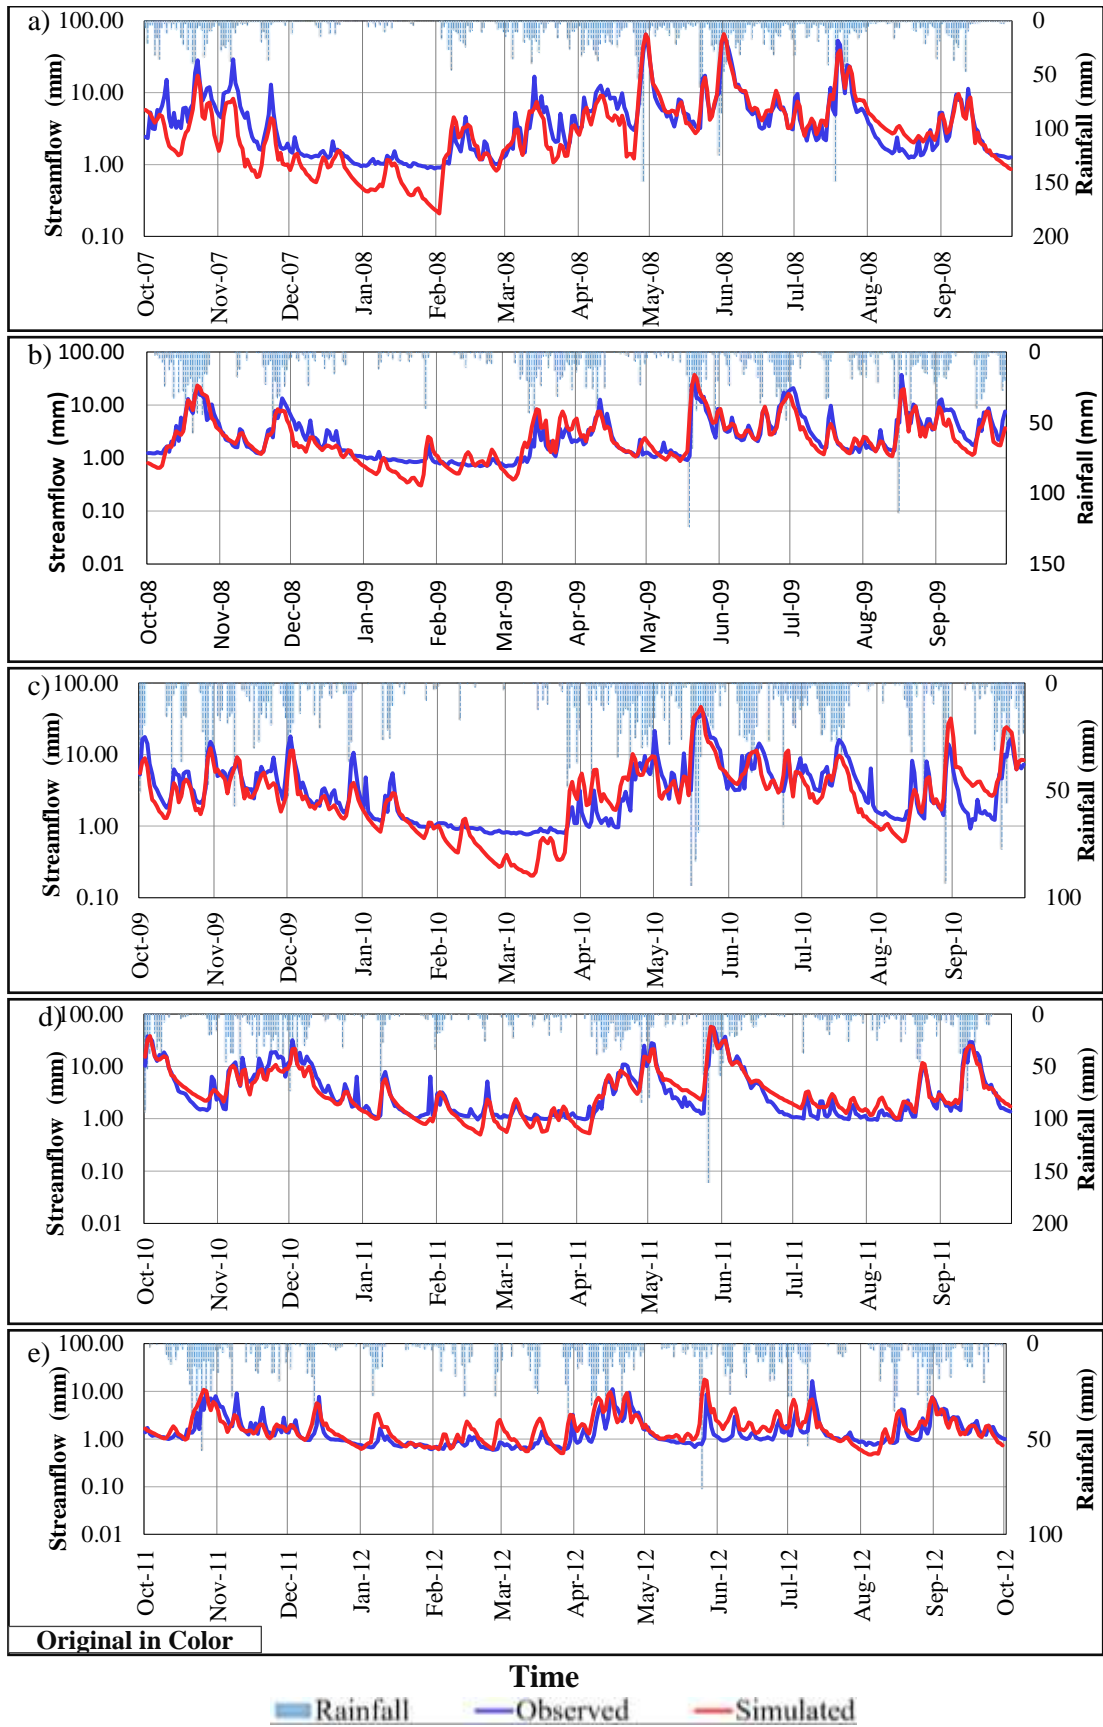 a)
Streamflow (mm)
100.00
10.00
1.00
0.10
0
50
100
150
200
Rainfall (mm)
Oct-07
Nov-07
Dec-07
Jan-08
Feb-08
Mar-08
Apr-08
May-08
Jun-08
Jul-08
Aug-08
Sep-08
b)
Streamflow (mm)
100.00
10.00
1.00
0.10
0.01
0
50
100
150
Rainfall (mm)
Oct-08
Nov-08
Dec-08
Jan-09
Feb-09
Mar-09
Apr-09
May-09
Jun-09
Jul-09
Aug-09
Sep-09
c)
Streamflow (mm)
100.00
10.00
1.00
0.10
0
50
100
Rainfall (mm)
Oct-09
Nov-09
Dec-09
Jan-10
Feb-10
Mar-10
Apr-10
May-10
Jun-10
Jul-10
Aug-10
Sep-10
d)
Streamflow (mm)
100.00
10.00
1.00
0.10
0.01
0
50
100
150
200
Rainfall (mm)
Oct-10
Nov-10
Dec-10
Jan-11
Feb-11
Mar-11
Apr-11
May-11
Jun-11
Jul-11
Aug-11
Sep-11
e)
Streamflow (mm)
100.00
10.00
1.00
0.10
0.01
0
50
100
Rainfall (mm)
Oct-11
Nov-11
Dec-11
Jan-12
Feb-12
Mar-12
Apr-12
May-12
Jun-12
Jul-12
Aug-12
Sep-12
Oct-12
Original in Color
Time
Rainfall Observed Simulated